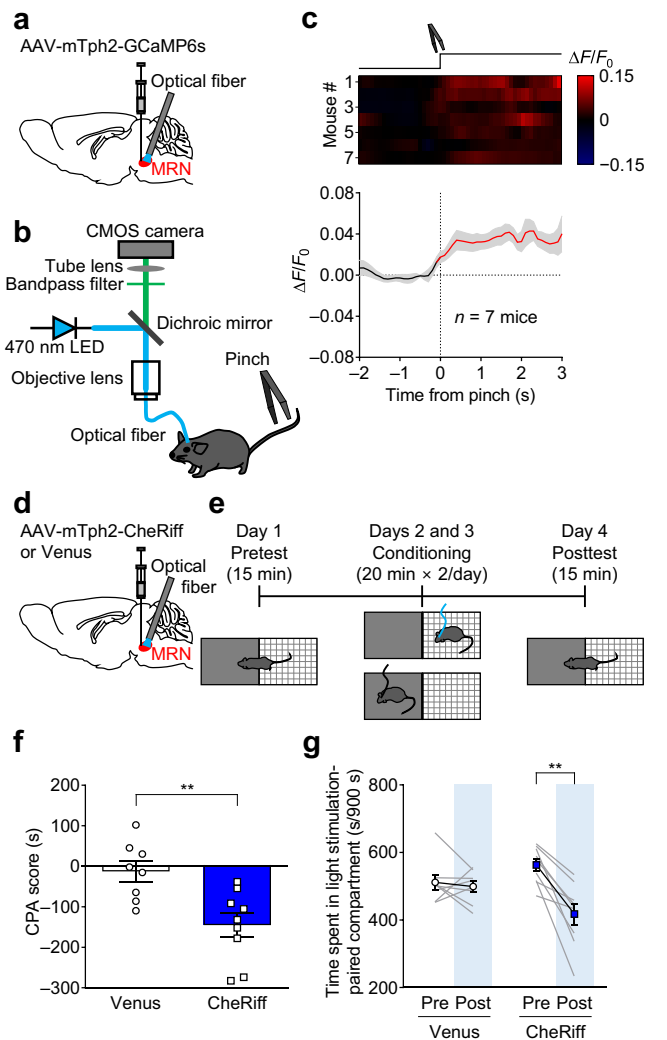 a
AAV-mTph2-GCaMP6s
Optical fiber
MRN
b
CMOS camera
Tube lens
Bandpass filter
Dichroic mirror
470 nm LED
Objective lens
Pinch
Optical fiber
c
ΔF/F0
Mouse #
1
3
5
7
0.15
0
−0.15
ΔF/F0
0.08
0.04
0.00
−0.04
−0.08
n = 7 mice
−2 −1 0 1 2 3
Time from pinch (s)
d
AAV-mTph2-CheRiff
or Venus
Optical
fiber
MRN
e
Day 1
Pretest
(15 min)
Days 2 and 3
Conditioning
(20 min × 2/day)
Day 4
Posttest
(15 min)
f
CPA score (s)
200
100
0
−100
−200
−300
**
Venus CheRiff
g
Time spent in light stimulation-
paired compartment (s/900 s)
800
600
400
200
**
Pre Post Pre Post
Venus CheRiff